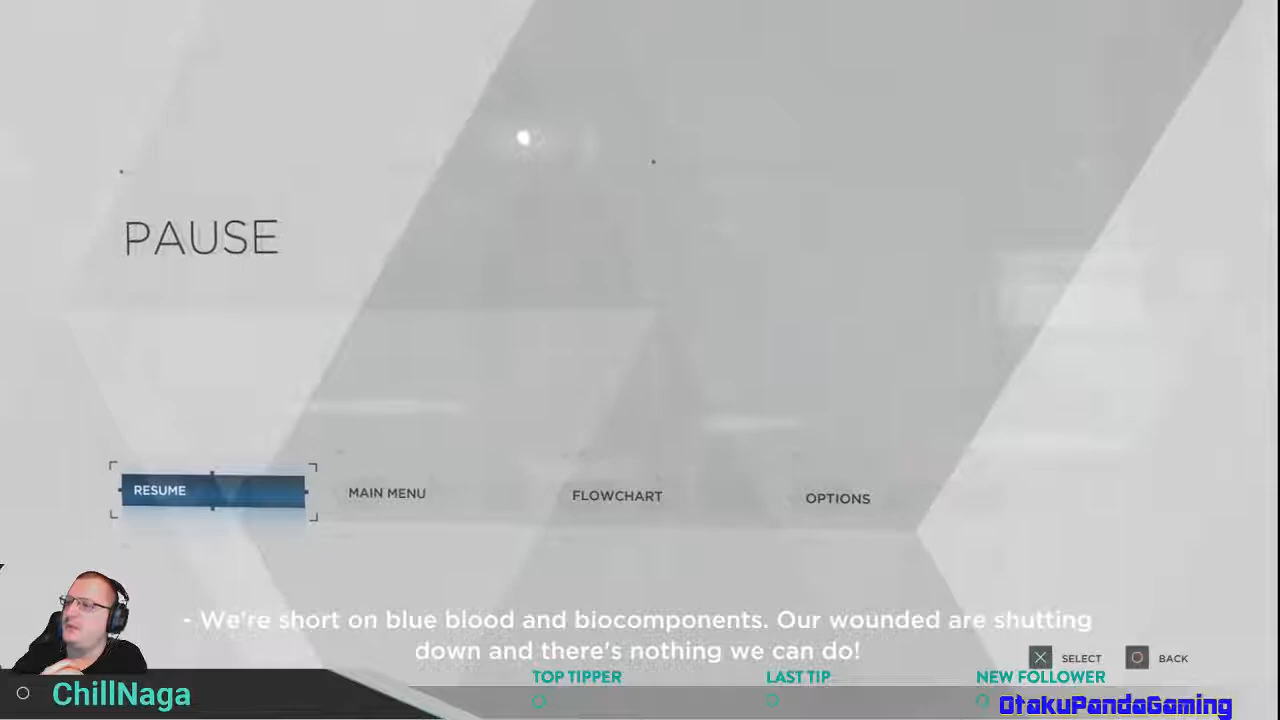 PAUSE
RESUME
MAIN MENU
FLOWCHART
OPTIONS
- We're short on blue blood and biocomponents. Our wounded are shutting
down and there's nothing we can do!
SELECT
BACK
TOP TIPPER
LAST TIP
NEW FOLLOWER
ChillNaga
OtakuPandaGaming